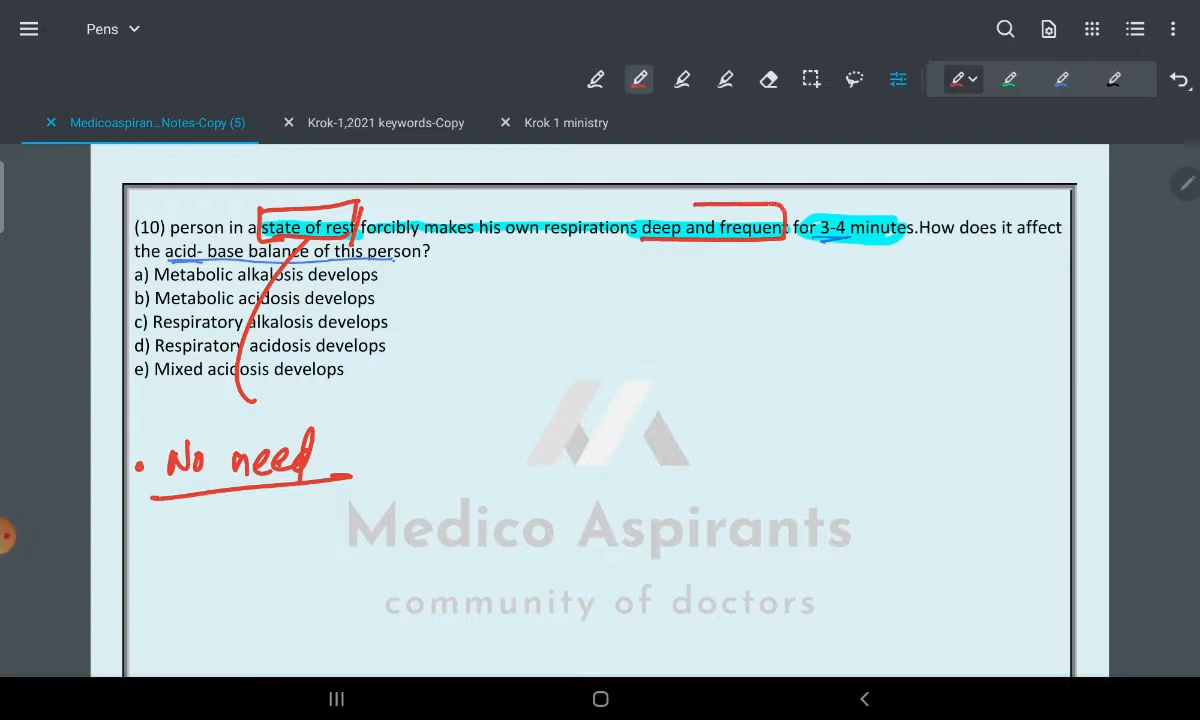 Pens
Medicoaspiran...Notes-Copy (5)
Krok-1,2021 keywords-Copy
Krok 1 ministry
(10) person in a state of rest forcibly makes his own respirations deep and frequent for 3-4 minutes.How does it affect
the acid- base balance of this person?
a) Metabolic alkalosis develops
b) Metabolic acidosis develops
c) Respiratory alkalosis develops
d) Respiratory acidosis develops
e) Mixed acidosis develops
. No need
Medico Aspirants
community of doctors